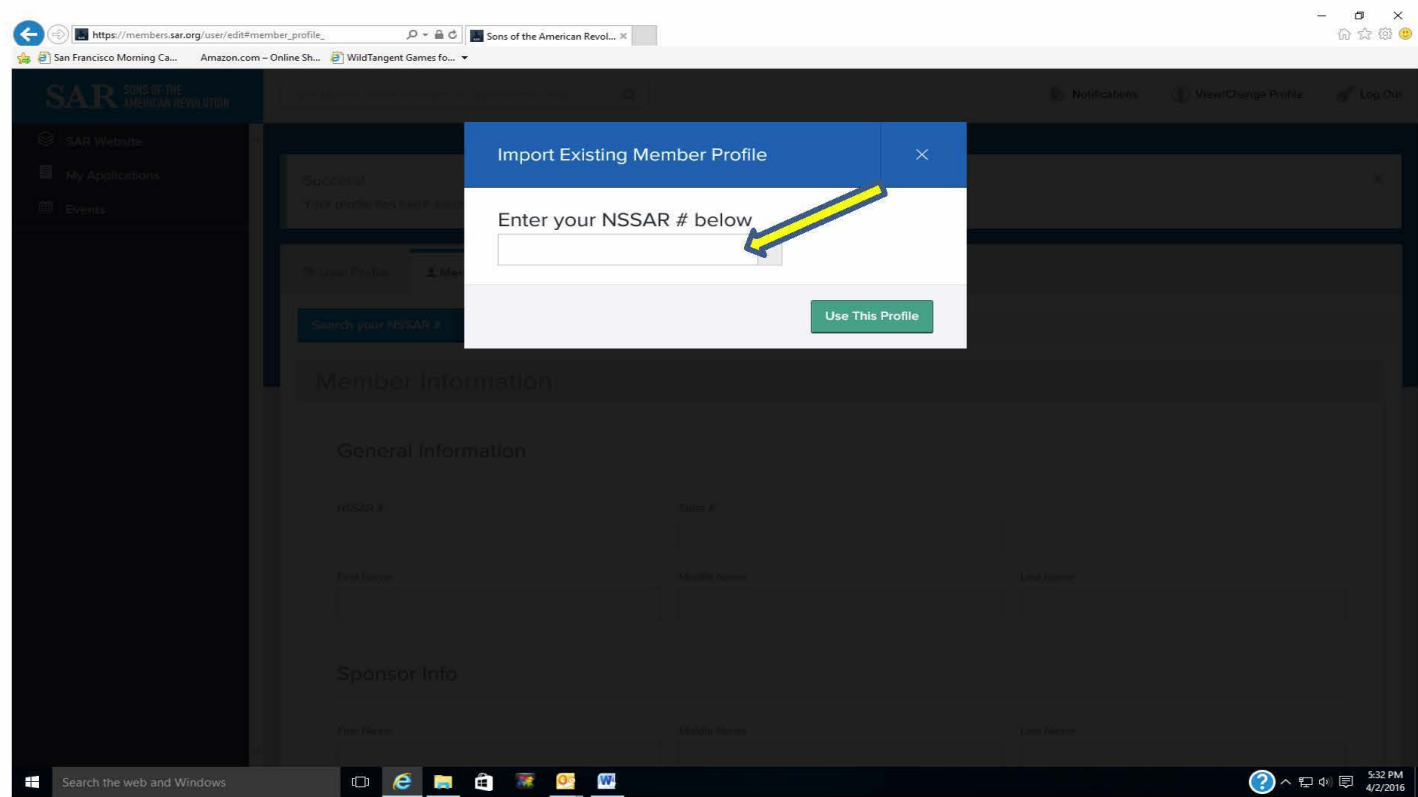 https://members.sar.org/user/edit#member_profile_
Sons of the American Revol...
San Francisco Morning Ca...
Amazon.com – Online Sh...
WildTangent Games fo...
SAR SONS OF THE AMERICAN REVOLUTION
Notifications
View/Change Profile
Log Out
SAR Website
My Applications
Events
Success!
Import Existing Member Profile
Enter your NSSAR # below
Use This Profile
User Profile
Search your NSSAR #
Member Information
General Information
NSSAR #
First Name
Middle Name
Last Name
Sponsor Info
First Name
Middle Name
Last Name
Search the web and Windows
5:32 PM
4/2/2016